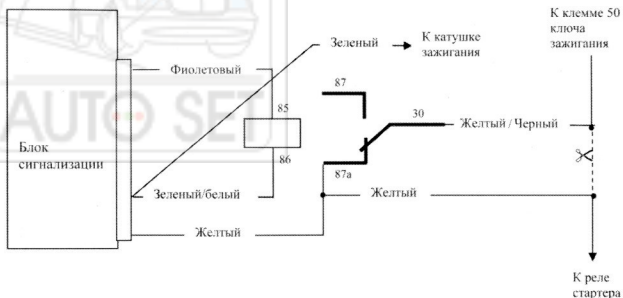 К клемме 50
ключа
зажигания
Зеленый
К катушке
зажигания
Фиолетовый
87
85
30
Желтый / Черный
AUTO SET
Блок
сигнализации
86
87а
Зеленый/белый
Желтый
Желтый
К реле
стартера